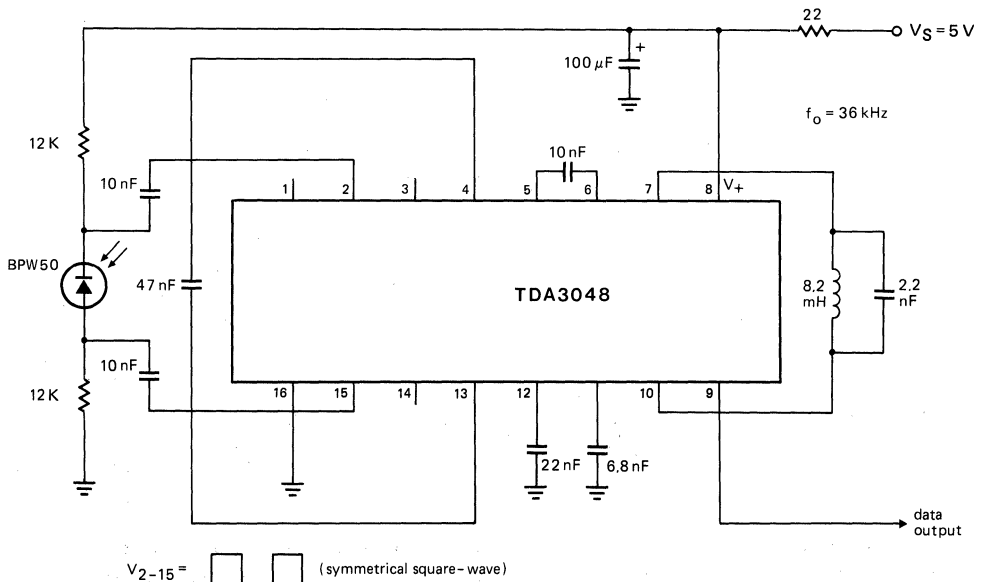 22
V_S = 5 V
+
100 µF
f_o = 36 kHz
12 K
10 nF
10 nF
1 2 3 4 5 6 7 8 V+
BPW50
47 nF
TDA3048
8,2 mH
2,2 nF
10 nF
12 K
16 15 14 13 12 10 9
22 nF
6,8 nF
data
output
V_2-15 = (symmetrical square-wave)